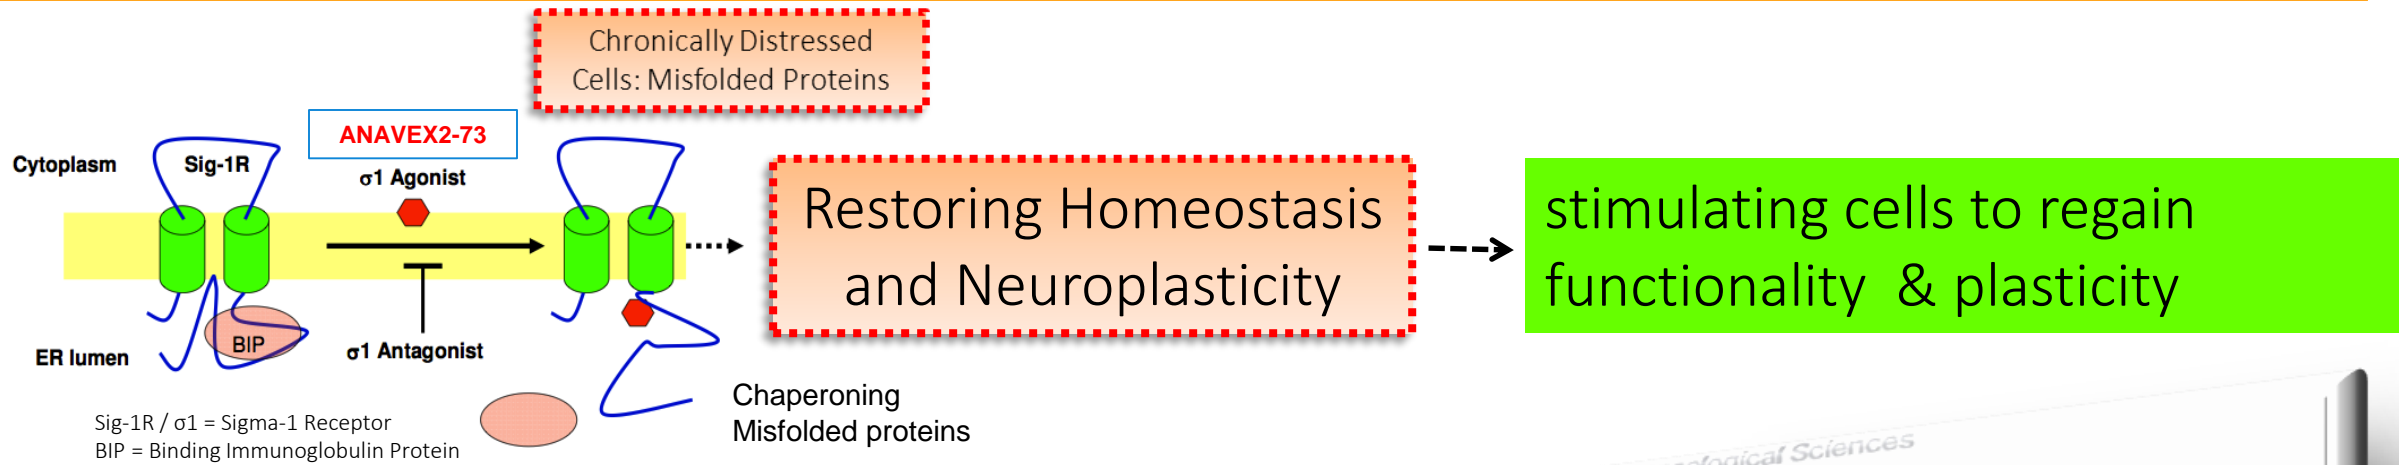 Chronically Distressed
Cells: Misfolded Proteins
ANAVEX2-73
Cytoplasm
Sig-1R
σ1 Agonist
Restoring Homeostasis
and Neuroplasticity
stimulating cells to regain
functionality & plasticity
BIP
ER lumen
σ1 Antagonist
Chaperoning
Misfolded proteins
Sig-1R / σ1 = Sigma-1 Receptor
BIP = Binding Immunoglobulin Protein
Sciences